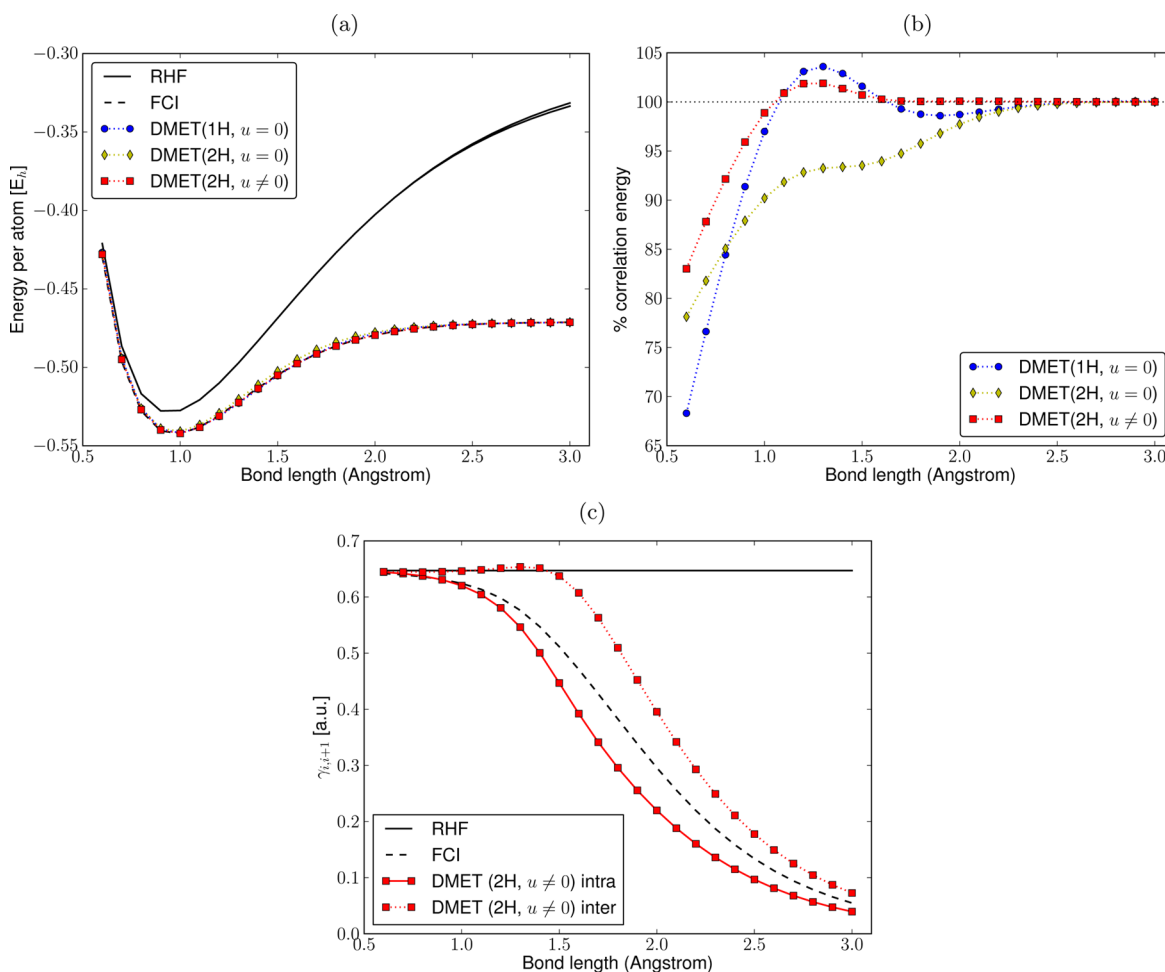 (a)
−0.30
−0.35
−0.40
−0.45
−0.50
−0.55
Energy per atom [E_h]
RHF
FCI
DMET(1H, u = 0)
DMET(2H, u = 0)
DMET(2H, u ≠ 0)
0.5 1.0 1.5 2.0 2.5 3.0
Bond length (Angstrom)
(b)
105
100
95
90
85
80
75
70
65
% correlation energy
DMET(1H, u = 0)
DMET(2H, u = 0)
DMET(2H, u ≠ 0)
0.5 1.0 1.5 2.0 2.5 3.0
Bond length (Angstrom)
(c)
0.7
0.6
0.5
0.4
0.3
0.2
0.1
0.0
γ_{i,i+1} [a.u.]
RHF
FCI
DMET (2H, u ≠ 0) intra
DMET (2H, u ≠ 0) inter
0.5 1.0 1.5 2.0 2.5 3.0
Bond length (Angstrom)